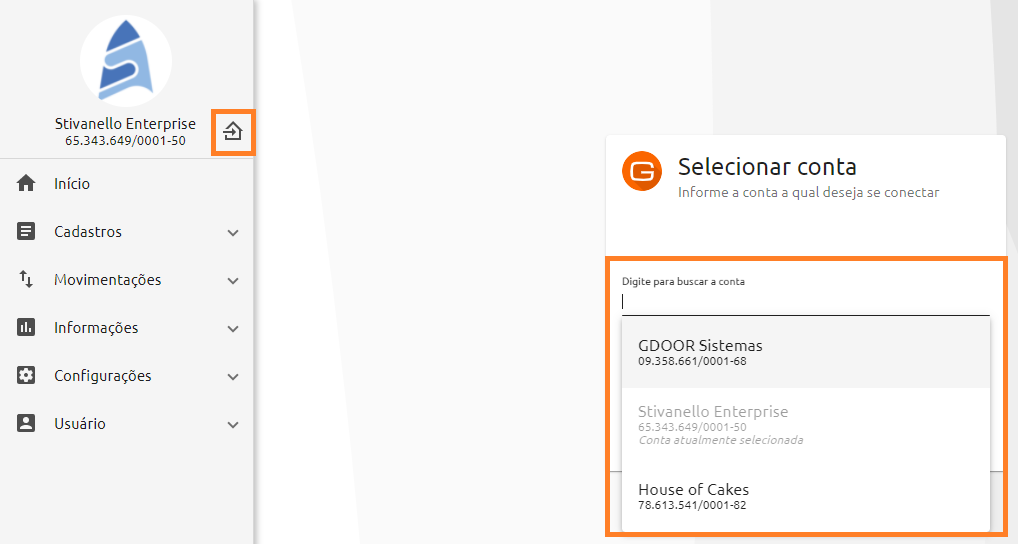 Stivanello Enterprise
65.343.649/0001-50
Início
Cadastros
Movimentações
Informações
Configurações
Usuário
G
Selecionar conta
Informe a conta a qual deseja se conectar
Digite para buscar a conta
GDOOR Sistemas
09.358.661/0001-68
Stivanello Enterprise
65.343.649/0001-50
Conta atualmente selecionada
House of Cakes
78.613.541/0001-82